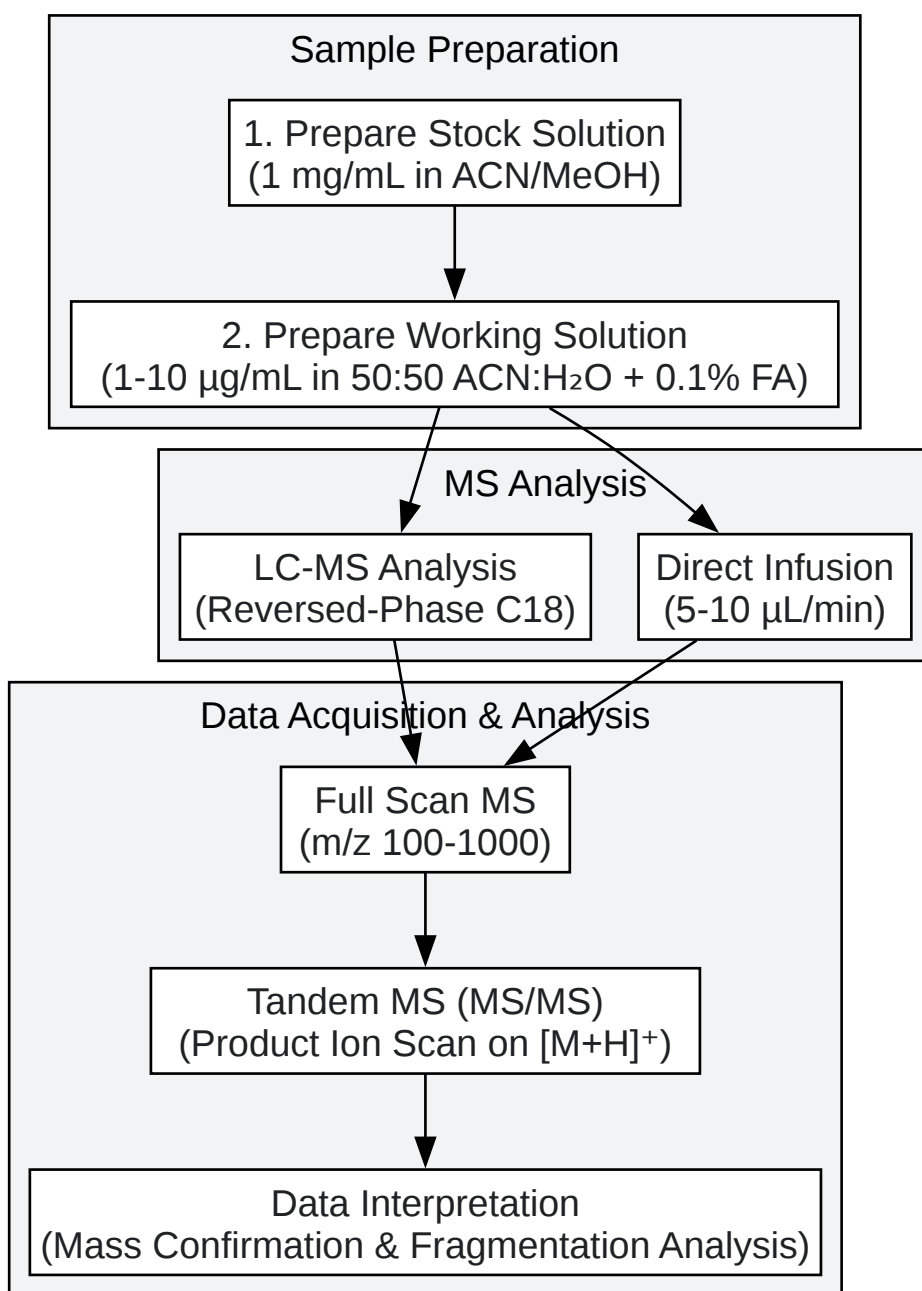 Sample Preparation
1. Prepare Stock Solution
(1 mg/mL in ACN/MeOH)
2. Prepare Working Solution
(1-10 µg/mL in 50:50 ACN:H₂O + 0.1% FA)
MS Analysis
LC-MS Analysis
(Reversed-Phase C18)
Direct Infusion
(5-10 µL/min)
Data Acquisition & Analysis
Full Scan MS
(m/z 100-1000)
Tandem MS (MS/MS)
(Product Ion Scan on [M+H]⁺)
Data Interpretation
(Mass Confirmation & Fragmentation Analysis)